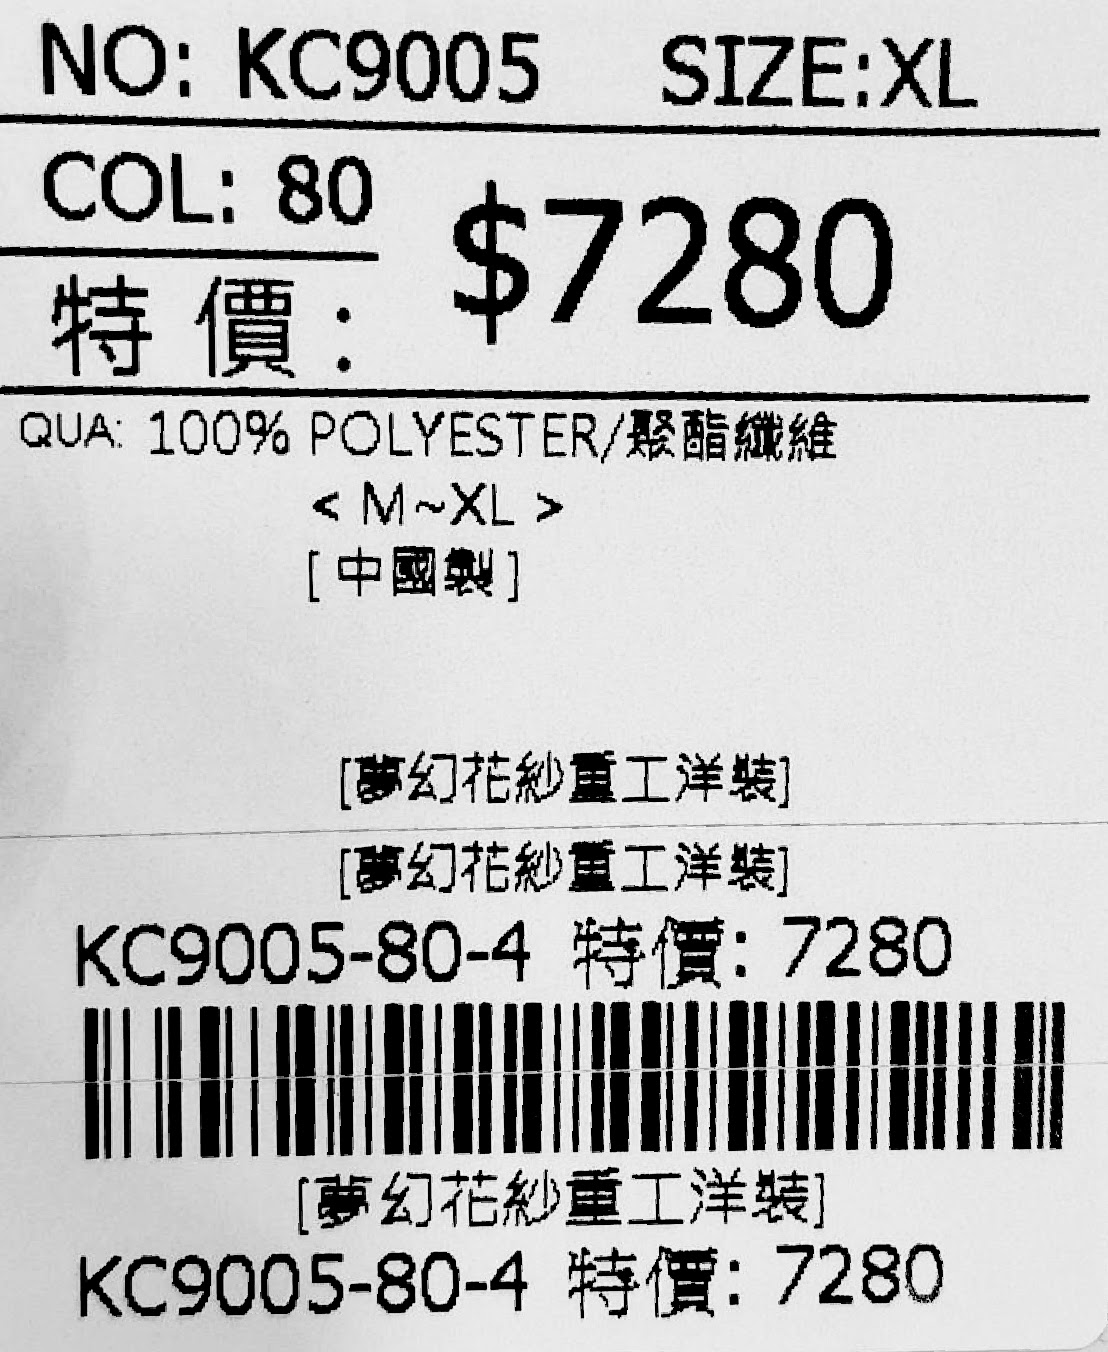 NO: KC9005 SIZE:XL
COL: 80
$7280
特價:
QUA: 100% POLYESTER/聚酯纖維
< M~XL >
[中國製]
[夢幻花紗重工洋裝]
[夢幻花紗重工洋裝]
KC9005-80-4 特價: 7280
[夢幻花紗重工洋裝]
KC9005-80-4 特價: 7280